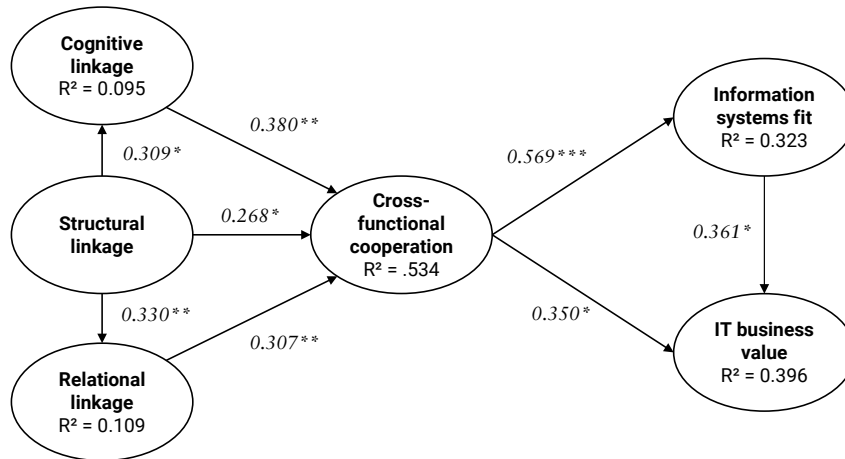 Cognitive
linkage
R² = 0.095
0.380**
0.309*
Structural
linkage
0.268*
0.330**
0.307**
Relational
linkage
R² = 0.109
Cross-
functional
cooperation
R² = .534
0.569***
0.350*
Information
systems fit
R² = 0.323
0.361*
IT business
value
R² = 0.396